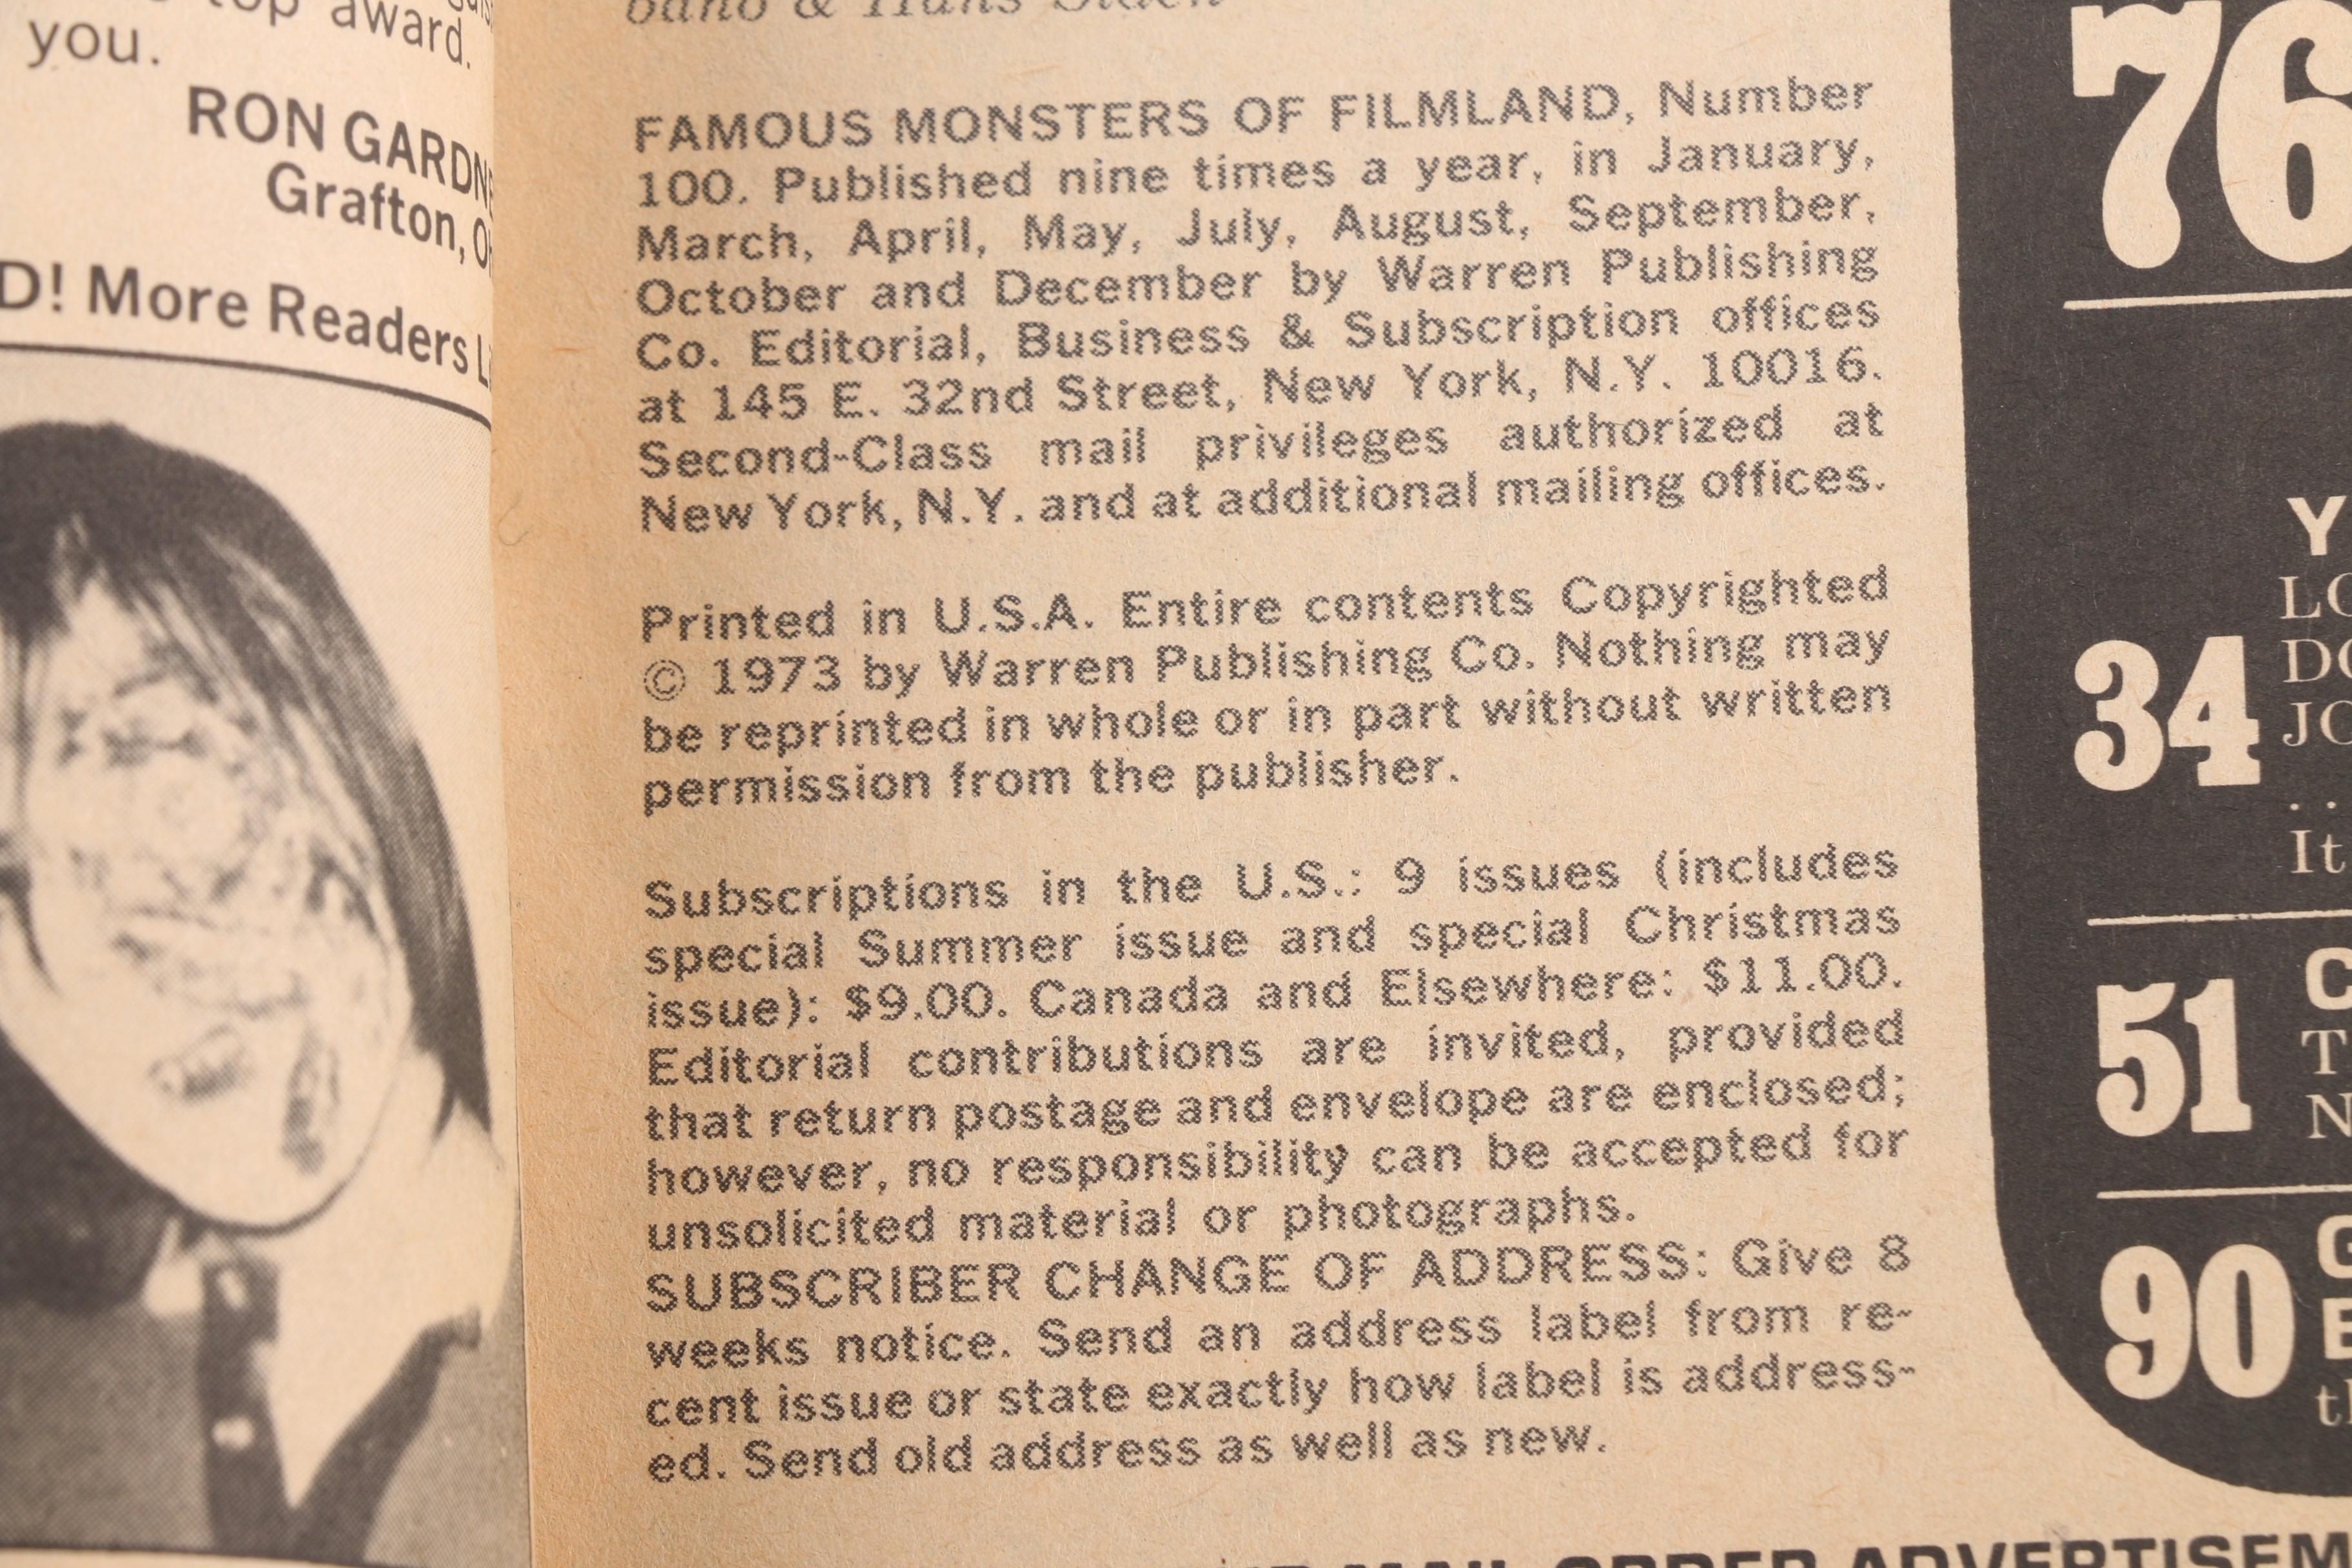 top award.
you.
RON
Grafton,
D! More Readers
FAMOUS MONSTERS OF FILMLAND, Number
100. Published nine times a year, in January,
March, April, May, July, August, September,
October and December by Warren Publishing
Co. Editorial, Business & Subscription offices
at 145 E. 32nd Street, New York, N.Y. 10016.
Second-Class mail privileges authorized at
New York, N.Y. and at additional mailing offices.
Printed in U.S.A. Entire contents Copyrighted
© 1973 by Warren Publishing Co. Nothing may
be reprinted in whole or in part without written
permission from the publisher.
Subscriptions in the U.S.: 9 issues (includes
special Summer issue and special Christmas
issue): $9.00. Canada and Elsewhere: $11.00.
Editorial contributions are invited, provided
that return postage and envelope are enclosed;
however, no responsibility can be accepted for
unsolicited material or photographs.
SUBSCRIBER CHANGE OF ADDRESS: Give 8
weeks notice. Send an address label from re-
cent issue or state exactly how label is address-
ed. Send old address as well as new.
76
34
It
51
90
MAIL ORDER